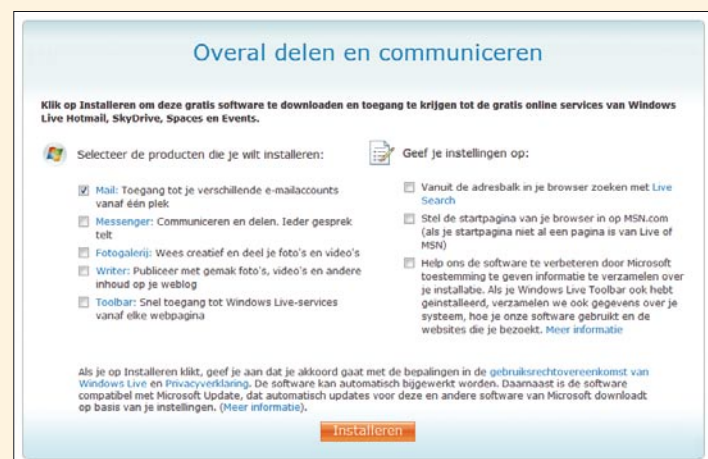 Overal delen en communiceren
Klik op Installeren om deze gratis software te downloaden en toegang te krijgen tot de gratis online services van Windows
Live Hotmail, SkyDrive, Spaces en Events.
Selecteer de producten die je wilt installeren:
Mail: Toegang tot je verschillende e-mailaccounts
vanaf één plek
Messenger: Communiceren en delen. Ieder gesprek
telt
Fotogalerij: Wees creatief en deel je foto's en video's
Writer: Publiceer met gemak foto's, video's en andere
inhoud op je weblog
Toolbar: Snel toegang tot Windows Live-services
vanaf elke webpagina
Geef je instellingen op:
Vanuit de adresbalk in je browser zoeken met Live
Search
Stel de startpagina van je browser in op MSN.com
(als je startpagina niet al een pagina is van Live of
MSN)
Help ons de software te verbeteren door Microsoft
toestemming te geven informatie te verzamelen over
je installatie. Als je Windows Live Toolbar ook hebt
geïnstalleerd, verzamelen we ook gegevens over je
systeem, hoe je onze software gebruikt en de
websites die je bezoekt. Meer informatie
Als je op Installeren klikt, geef je aan dat je akkoord gaat met de bepalingen in de gebruiksrechtovereenkomst van
Windows Live en Privacyverklaring. De software kan automatisch bijgewerkt worden. Daarnaast is de software
compatibel met Microsoft Update, dat automatisch updates voor deze en andere software van Microsoft downloadt
op basis van je instellingen. (Meer informatie).
Installeren